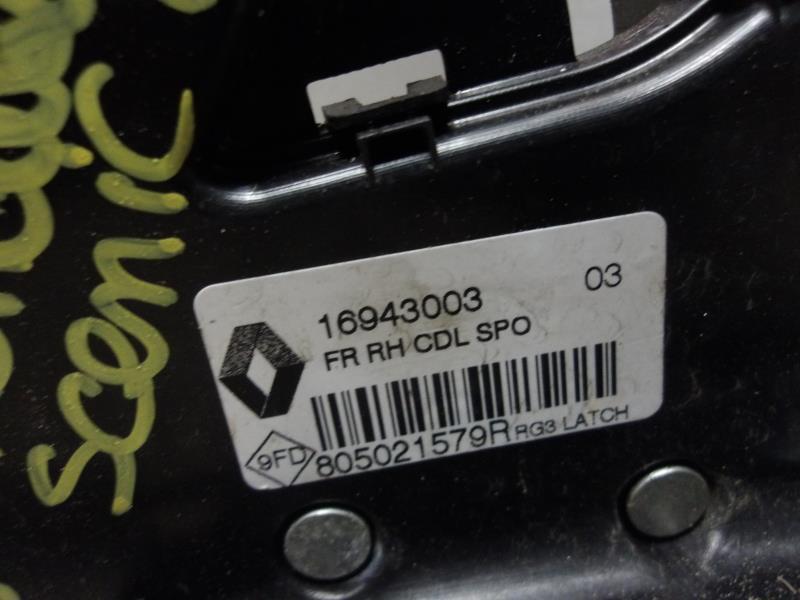 scenic
16943003 03
FR RH CDL SPO
9FD 805021579R RG3 LATCH